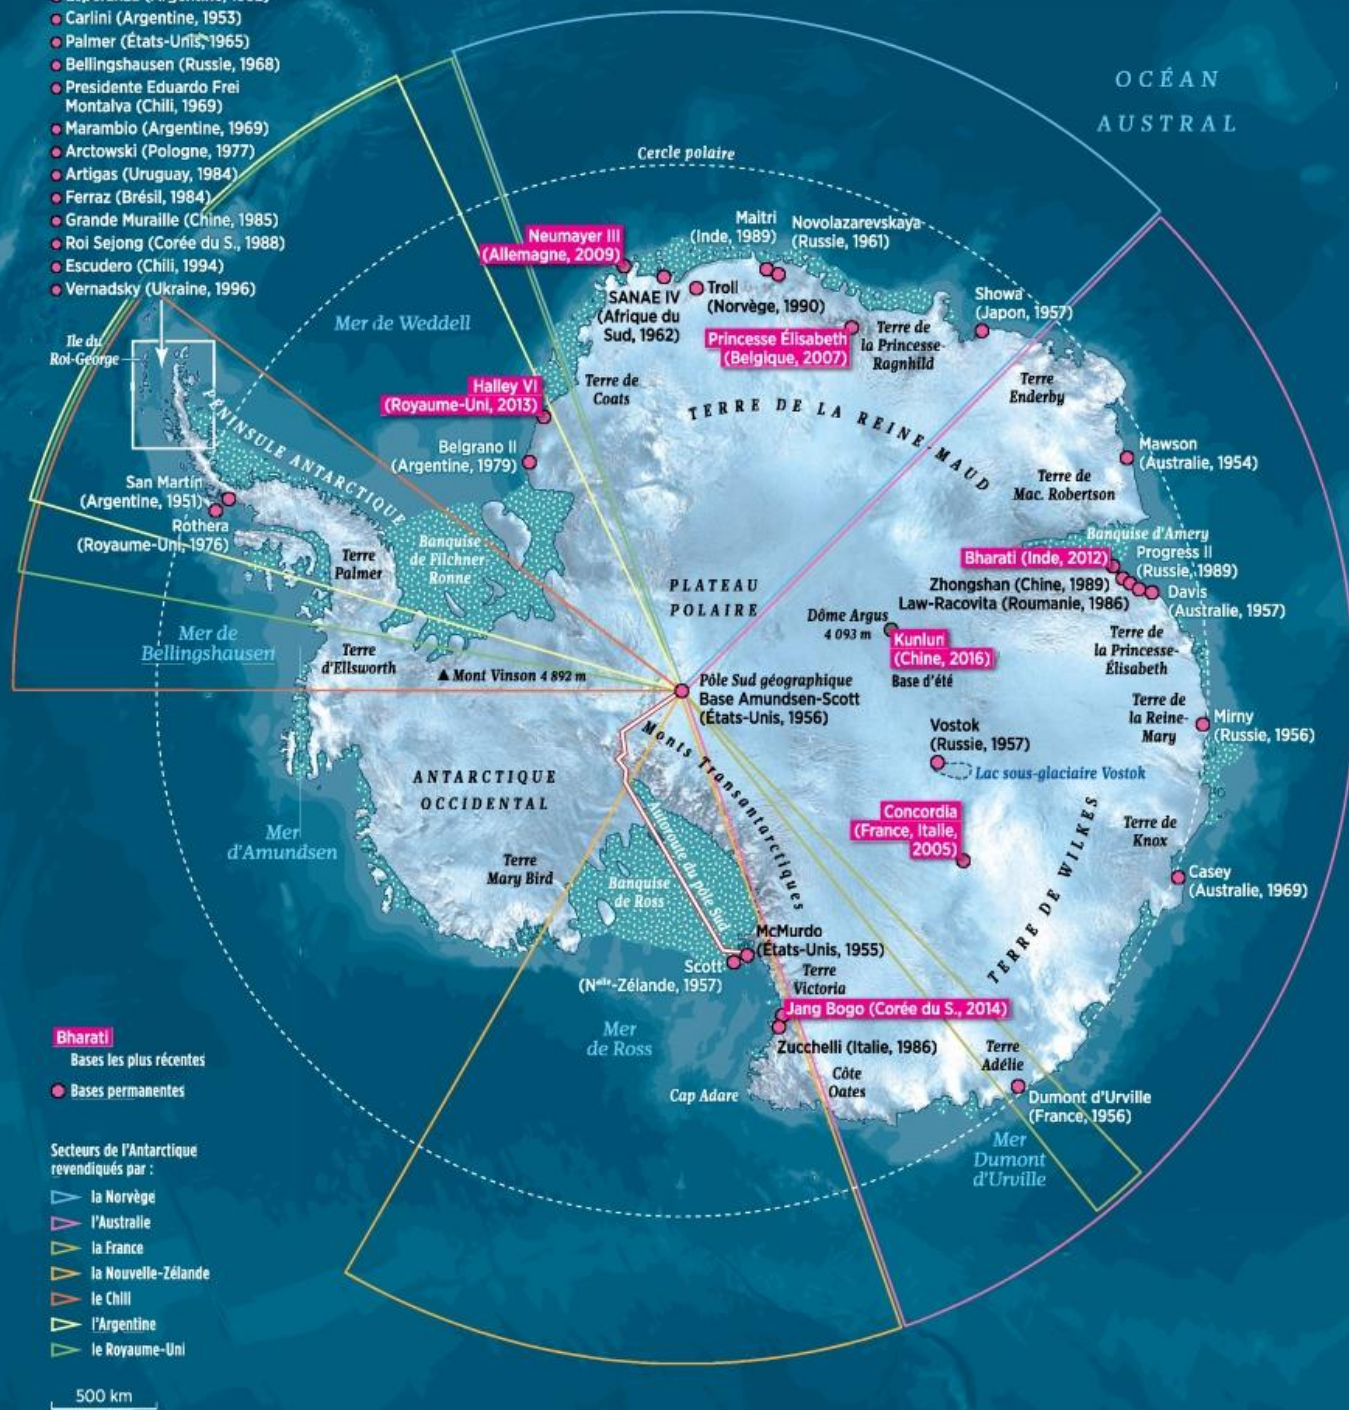 Carlini (Argentine, 1953)
Palmer (États-Unis, 1965)
Bellingshausen (Russie, 1968)
Presidente Eduardo Frei
Montalva (Chili, 1969)
Marambio (Argentine, 1969)
Arctowski (Pologne, 1977)
Artigas (Uruguay, 1984)
Ferraz (Brésil, 1984)
Grande Muraille (Chine, 1985)
Roi Sejong (Corée du S., 1988)
Escudero (Chili, 1994)
Vernadsky (Ukraine, 1996)
OCÉAN
AUSTRAL
Cercle polaire
Neumayer III
(Allemagne, 2009)
Maitri
(Inde, 1989)
Novolazarevskaya
(Russie, 1961)
SANAE IV
(Afrique du
Sud, 1962)
Troll
(Norvège, 1990)
Princesse Élisabeth
(Belgique, 2007)
Terre de
la Princesse-
Ragnhild
Showa
(Japon, 1957)
Ile du
Roi-George
Mer de Weddell
Terre de
Coats
Halley VI
(Royaume-Uni, 2013)
Terre
Enderby
TERRE DE LA REINE-MAUD
PÉNINSULE ANTARCTIQUE
Belgrano II
(Argentine, 1979)
Mawson
(Australie, 1954)
Terre de
Mac. Robertson
San Martín
(Argentine, 1951)
Rothera
(Royaume-Uni, 1976)
Terre
Palmer
Banquise
de Filchner-
Ronne
Banquise d'Amery
Bharati (Inde, 2012)
Progress II
(Russie, 1989)
Zhongshan (Chine, 1989)
Law-Racovita (Roumanie, 1986)
Davis
(Australie, 1957)
PLATEAU
POLAIRE
Dôme Argus
4 093 m
Kunlun
(Chine, 2016)
Base d'été
Terre de
la Princesse-
Élisabeth
Mer de
Bellingshausen
Terre
d'Ellsworth
Mont Vinson 4 892 m
Pôle Sud géographique
Base Amundsen-Scott
(États-Unis, 1956)
Terre de
la Reine-
Mary
Mirny
(Russie, 1956)
Vostok
(Russie, 1957)
Lac sous-glaciaire Vostok
Monts Transantarctiques
ANTARCTIQUE
OCCIDENTAL
Concordia
(France, Italie,
2005)
Terre de
Knox
TERRE DE WILKES
Mer
d'Amundsen
Terre
Mary Bird
Banquise
de Ross
Autoroute du pôle Sud
Casey
(Australie, 1969)
McMurdo
(États-Unis, 1955)
Scott
(Nelle-Zélande, 1957)
Terre
Victoria
Jang Bogo (Corée du S., 2014)
Mer
de Ross
Zucchelli (Italie, 1986)
Terre
Adélie
Côte
Oates
Cap Adare
Dumont d'Urville
(France, 1956)
Mer
Dumont
d'Urville
Bharati
Bases les plus récentes
Bases permanentes
Secteurs de l'Antarctique
revendiqués par :
la Norvège
l'Australie
la France
la Nouvelle-Zélande
le Chili
l'Argentine
le Royaume-Uni
500 km